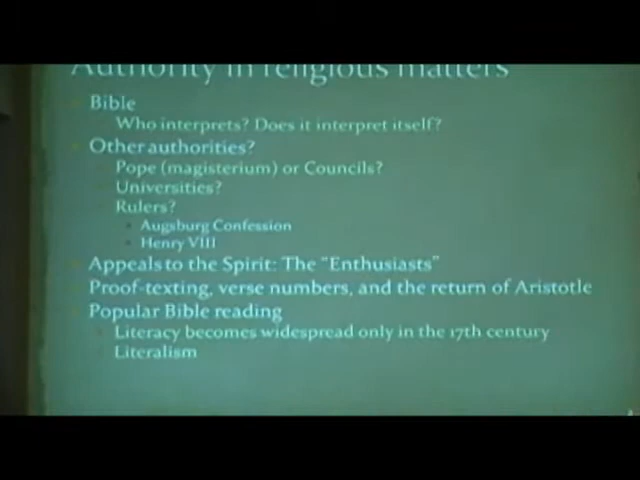 Authority in religious matters
Bible
Who interprets? Does it interpret itself?
Other authorities?
Pope (magisterium) or Councils?
Universities?
Rulers?
Augsburg Confession
Henry VIII
Appeals to the Spirit: The "Enthusiasts"
Proof-texting, verse numbers, and the return of Aristotle
Popular Bible reading
Literacy becomes widespread only in the 17th century
Literalism